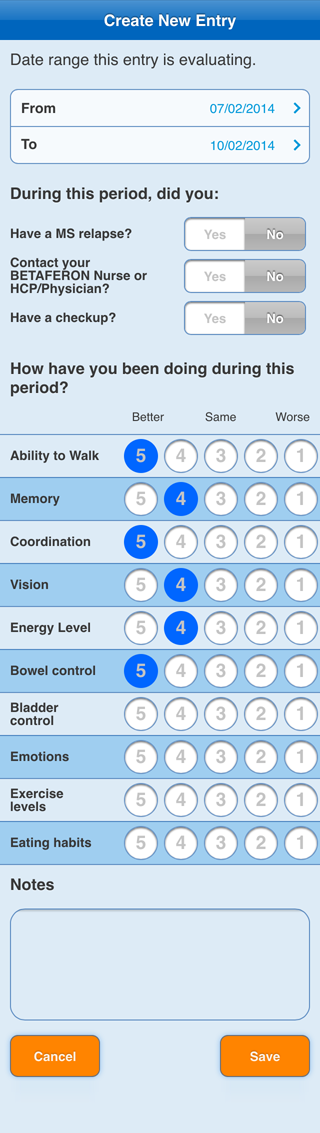 Create New Entry
Date range this entry is evaluating.
From 07/02/2014
To 10/02/2014
During this period, did you:
Have a MS relapse? Yes No
Contact your
BETAFERON Nurse or
HCP/Physician? Yes No
Have a checkup? Yes No
How have you been doing during this
period?
Better Same Worse
Ability to Walk 5 4 3 2 1
Memory 5 4 3 2 1
Coordination 5 4 3 2 1
Vision 5 4 3 2 1
Energy Level 5 4 3 2 1
Bowel control 5 4 3 2 1
Bladder
control 5 4 3 2 1
Emotions 5 4 3 2 1
Exercise
levels 5 4 3 2 1
Eating habits 5 4 3 2 1
Notes
Cancel Save